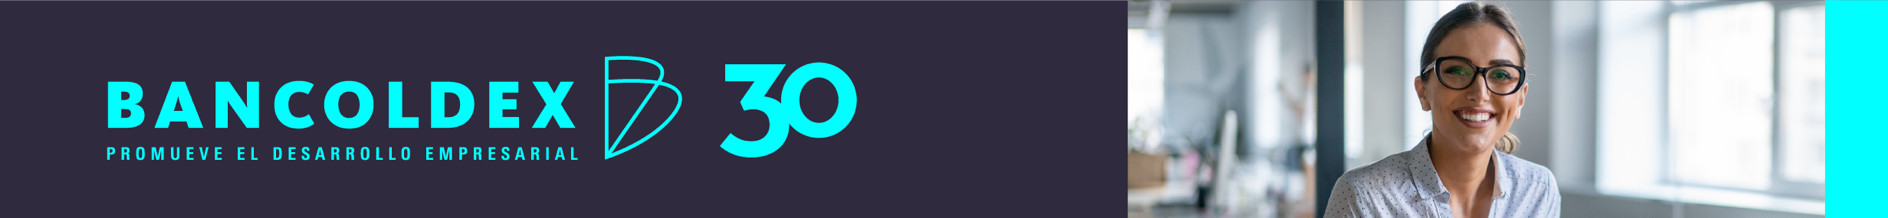 BANCOLDEX 30
PROMUEVE EL DESARROLLO EMPRESARIAL